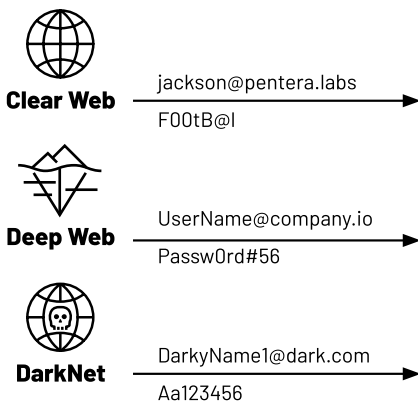 jackson@pentera.labs
Clear Web
F00tB@l
UserName@company.io
Deep Web
Passw0rd#56
DarkyName1@dark.com
DarkNet
Aa123456